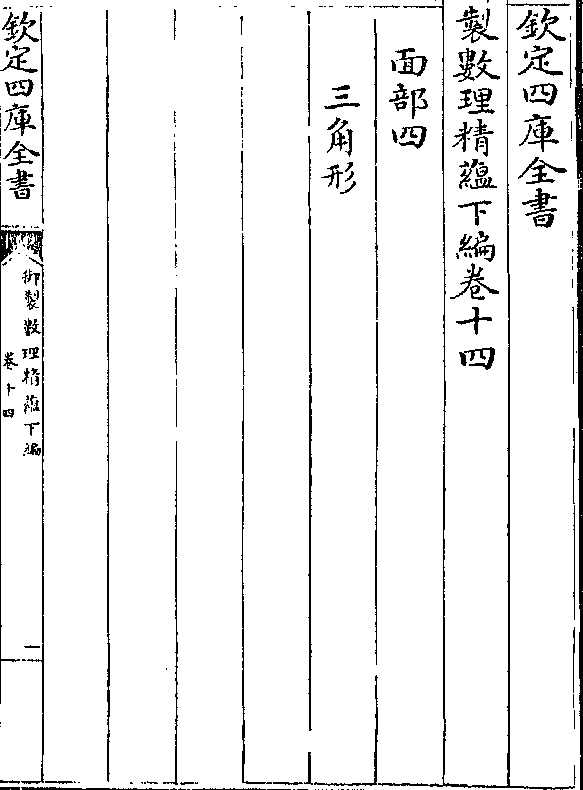 欽定四庫全書
製數理精蘊下編卷十四
面部四
三角形
欽定四庫全書
御製數理精蘊下編
卷十四
一